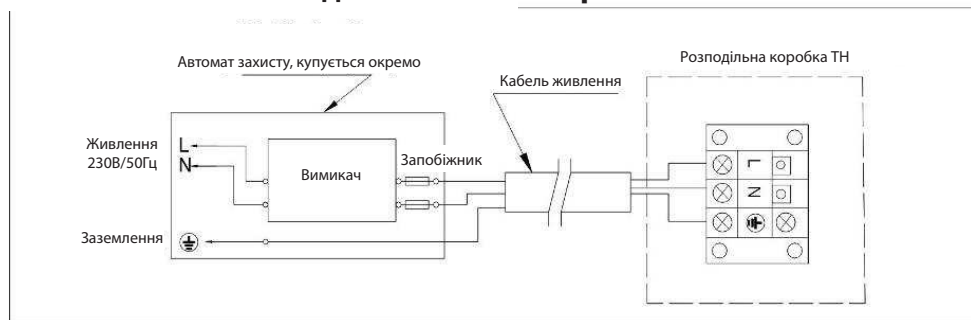 Автомат захисту, купується окремо
Розподільна коробка ТН
Кабель живлення
Живлення
230В/50Гц
L
N
Вимикач
Запобіжник
Заземлення
L
N